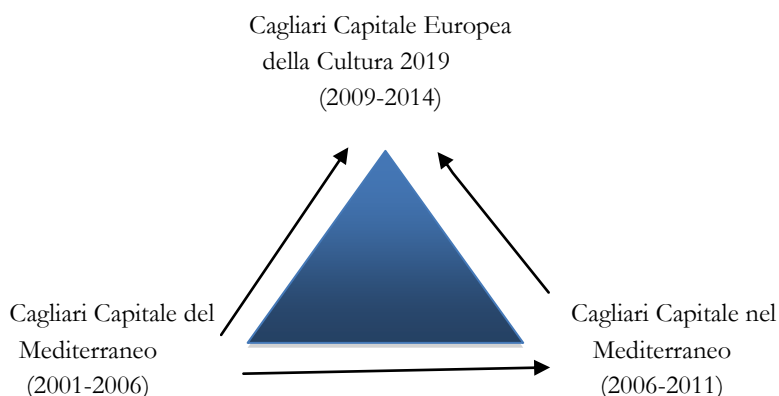 Cagliari Capitale Europea
della Cultura 2019
(2009-2014)
Cagliari Capitale del
Mediterraneo
(2001-2006)
Cagliari Capitale nel
Mediterraneo
(2006-2011)